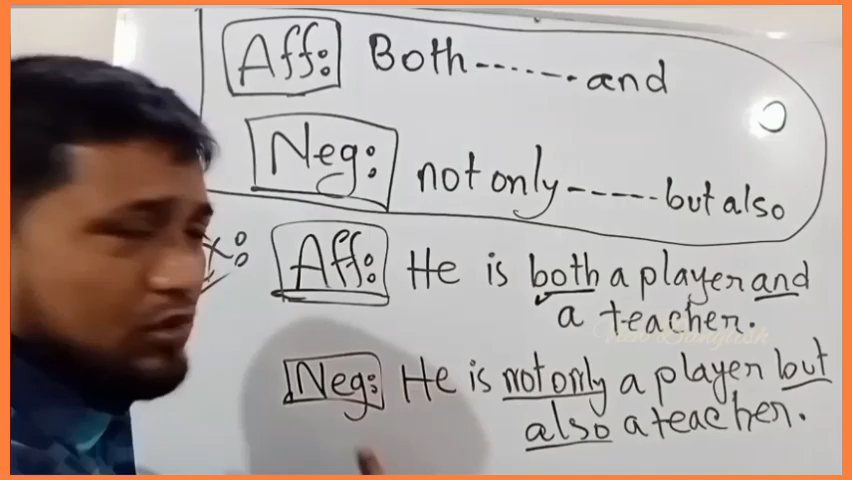 Aff: Both ------- and
Neg: not only ------ but also
Aff: He is both a player and
a teacher.
Neg: He is not only a player but
also a teacher.